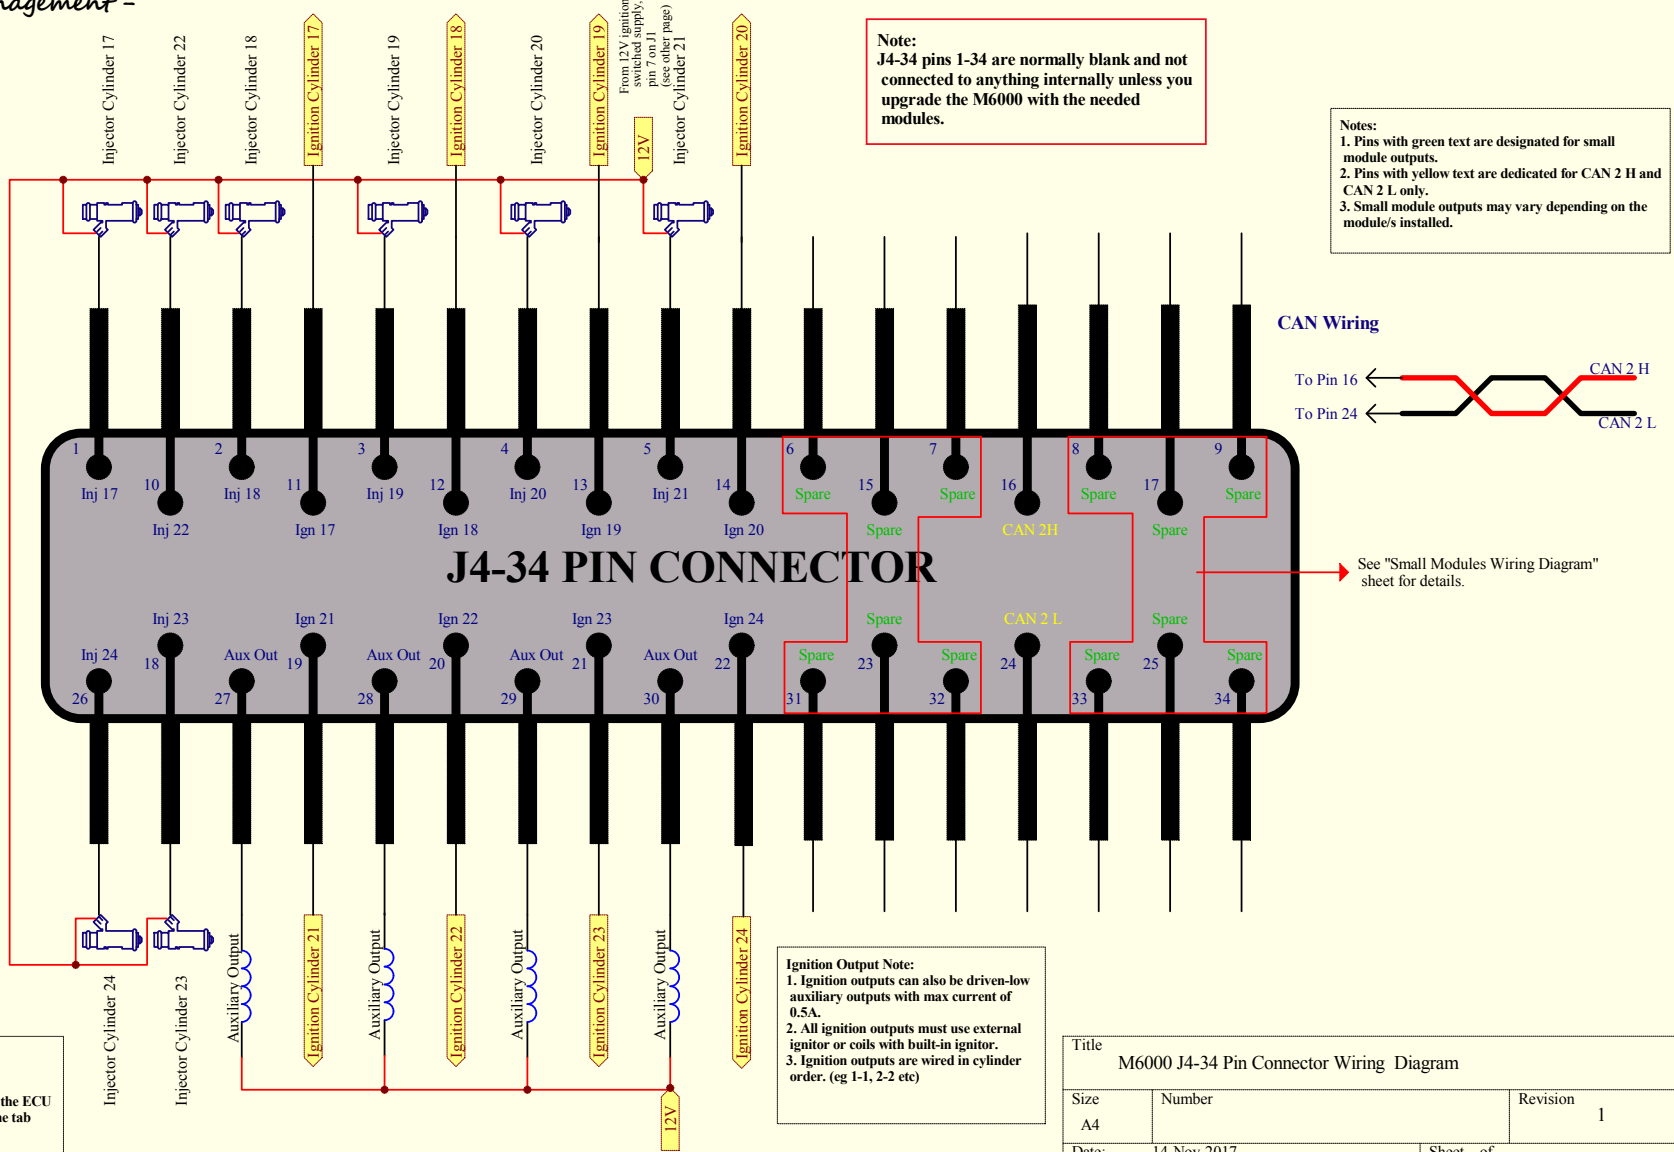 nagement -
Injector Cylinder 17
Injector Cylinder 22
Injector Cylinder 18
Ignition Cylinder 17
Injector Cylinder 19
Ignition Cylinder 18
Injector Cylinder 20
Ignition Cylinder 19
From 12V ignition
switched supply,
pin 7 on J1
(see other page)
12V
Injector Cylinder 21
Ignition Cylinder 20
Note:
J4-34 pins 1-34 are normally blank and not
connected to anything internally unless you
upgrade the M6000 with the needed
modules.
Notes:
1. Pins with green text are designated for small
module outputs.
2. Pins with yellow text are dedicated for CAN 2 H and
CAN 2 L only.
3. Small module outputs may vary depending on the
module/s installed.
CAN Wiring
To Pin 16
CAN 2 H
To Pin 24
CAN 2 L
1
2
3
4
5
6
7
8
9
Inj 17
Inj 18
Inj 19
Inj 20
Inj 21
Spare
Spare
Spare
Spare
10
11
12
13
14
15
16
17
Inj 22
Ign 17
Ign 18
Ign 19
Ign 20
Spare
CAN 2H
Spare
J4-34 PIN CONNECTOR
See "Small Modules Wiring Diagram"
sheet for details.
Inj 23
Ign 21
Ign 22
Ign 23
Ign 24
Spare
CAN 2 L
Spare
18
19
20
21
22
23
24
25
Inj 24
Aux Out
Aux Out
Aux Out
Aux Out
Spare
Spare
Spare
Spare
26
27
28
29
30
31
32
33
34
Injector Cylinder 24
Injector Cylinder 23
Auxiliary Output
Ignition Cylinder 21
Auxiliary Output
Ignition Cylinder 22
Auxiliary Output
Ignition Cylinder 23
Auxiliary Output
Ignition Cylinder 24
12V
Ignition Output Note:
1. Ignition outputs can also be driven-low
auxiliary outputs with max current of
0.5A.
2. All ignition outputs must use external
ignitor or coils with built-in ignitor.
3. Ignition outputs are wired in cylinder
order. (eg 1-1, 2-2 etc)
the ECU
ne tab
Title
M6000 J4-34 Pin Connector Wiring Diagram
Size
Number
Revision
A4
1
Date:
14-Nov-2017
Sheet of